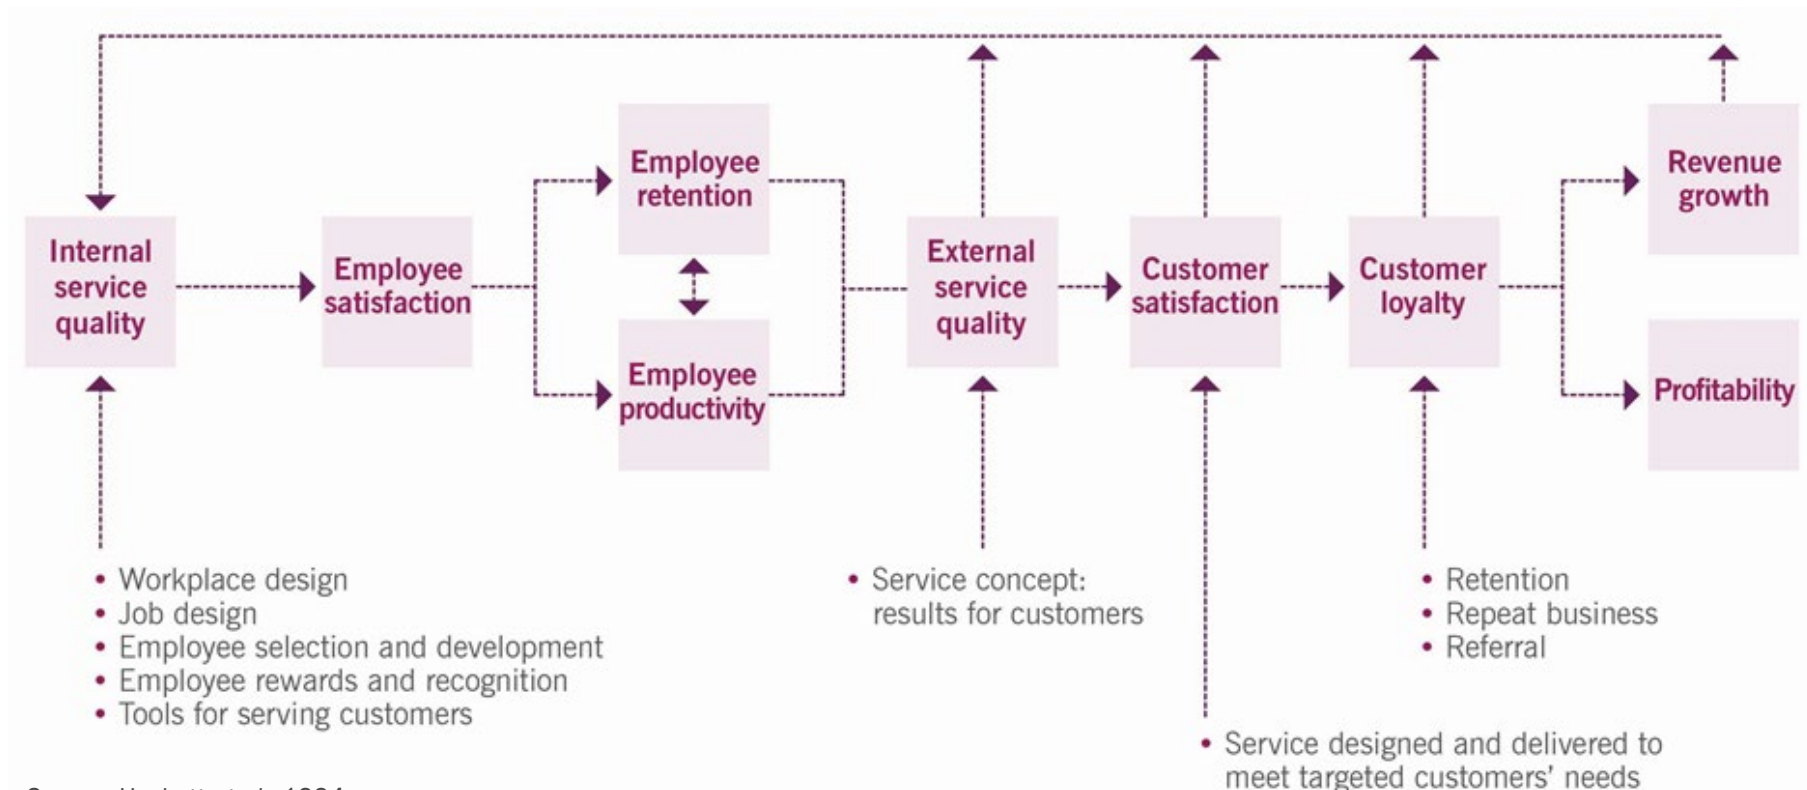 Internal
service
quality
Employee
satisfaction
Employee
retention
Employee
productivity
External
service
quality
Customer
satisfaction
Customer
loyalty
Revenue
growth
Profitability
• Workplace design
• Job design
• Employee selection and development
• Employee rewards and recognition
• Tools for serving customers
• Service concept:
results for customers
• Service designed and delivered to
meet targeted customers’ needs
• Retention
• Repeat business
• Referral